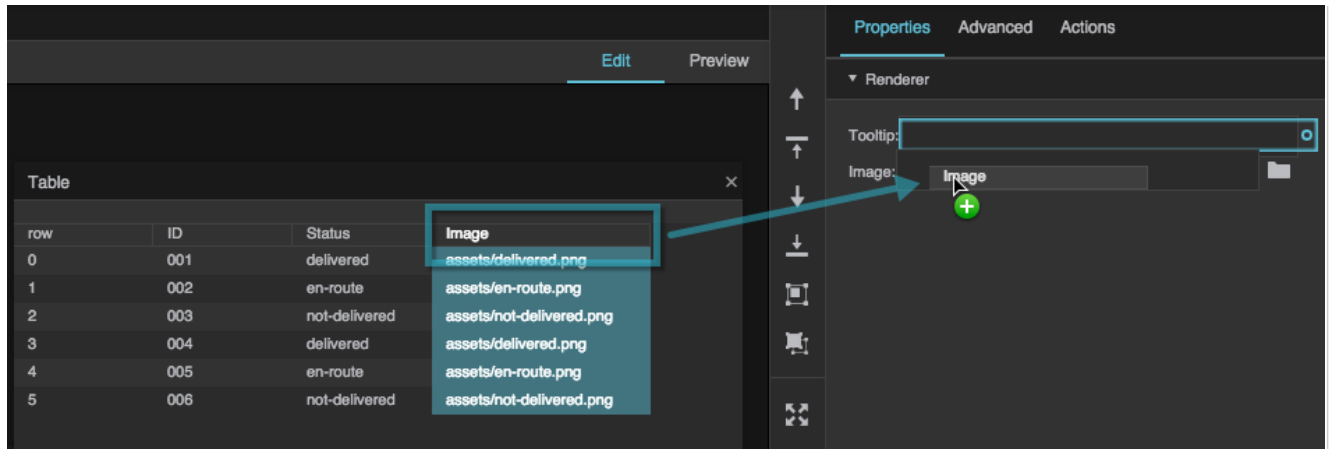 Properties Advanced Actions
Edit Preview
Renderer
Tooltip:
Image:
Image
Table
row ID Status Image
0 001 delivered assets/delivered.png
1 002 en-route assets/en-route.png
2 003 not-delivered assets/not-delivered.png
3 004 delivered assets/delivered.png
4 005 en-route assets/en-route.png
5 006 not-delivered assets/not-delivered.png